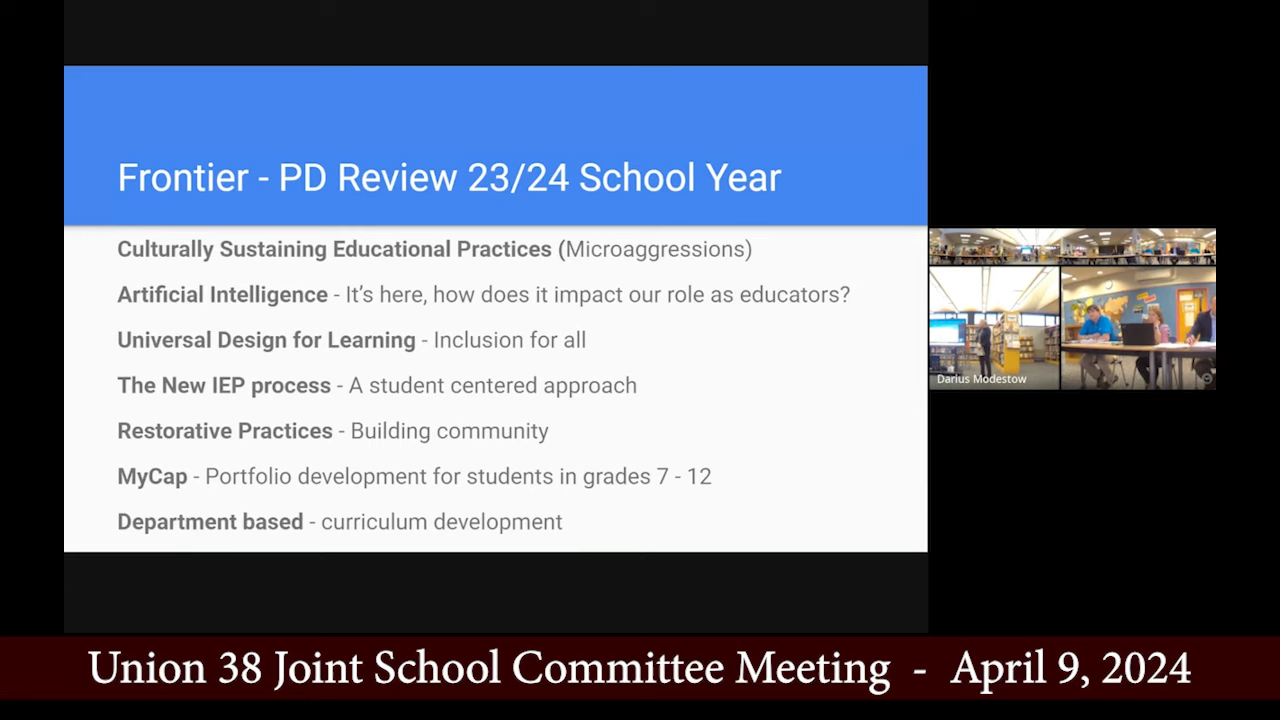 Frontier - PD Review 23/24 School Year
Culturally Sustaining Educational Practices (Microaggressions)
Artificial Intelligence - It’s here, how does it impact our role as educators?
Universal Design for Learning - Inclusion for all
The New IEP process - A student centered approach
Restorative Practices - Building community
MyCap - Portfolio development for students in grades 7 - 12
Department based - curriculum development
Darius Modestow
Union 38 Joint School Committee Meeting - April 9, 2024